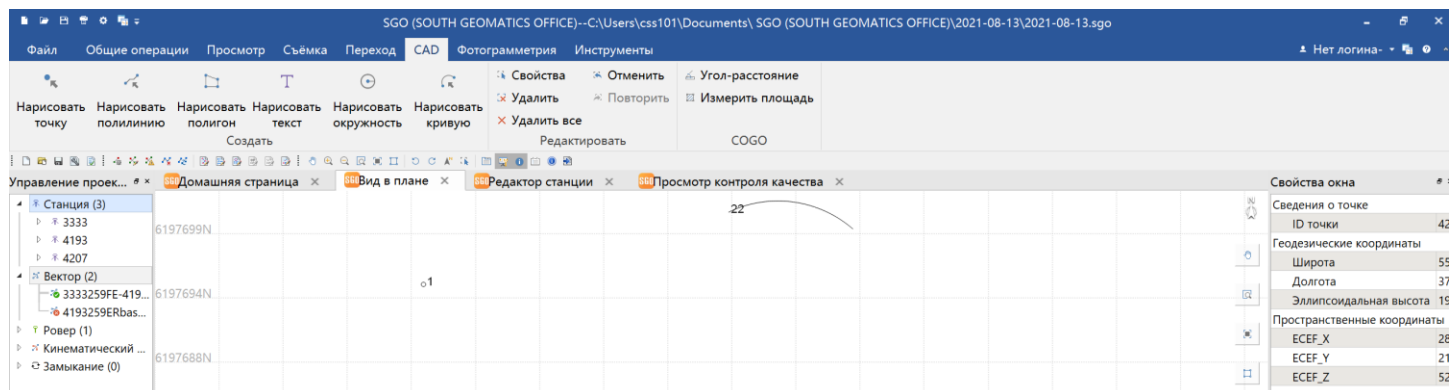 SGO (SOUTH GEOMATICS OFFICE)--C:\Users\css101\Documents\ SGO (SOUTH GEOMATICS OFFICE)\2021-08-13\2021-08-13.sgo
Файл Общие операции Просмотр Съёмка Переход CAD Фотограмметрия Инструменты Нет логина-
Нарисовать точку
Нарисовать полилинию
Нарисовать полигон
Нарисовать текст
Нарисовать окружность
Нарисовать кривую
Создать
Свойства Отменить
Удалить Повторить
Удалить все
Редактировать
Угол-расстояние
Измерить площадь
COGO
Управление проек...
SGO Домашняя страница
SGO Вид в плане
SGO Редактор станции
SGO Просмотр контроля качества
Станция (3)
3333
4193
4207
Вектор (2)
3333259FE-419...
4193259ERbas...
Ровер (1)
Кинематический ...
Замыкание (0)
6197699N
6197694N
6197688N
22
1
N
Свойства окна
Сведения о точке
ID точки 42
Геодезические координаты
Широта 55
Долгота 37
Эллипсоидальная высота 19
Пространственные координаты
ECEF_X 28
ECEF_Y 21
ECEF_Z 52